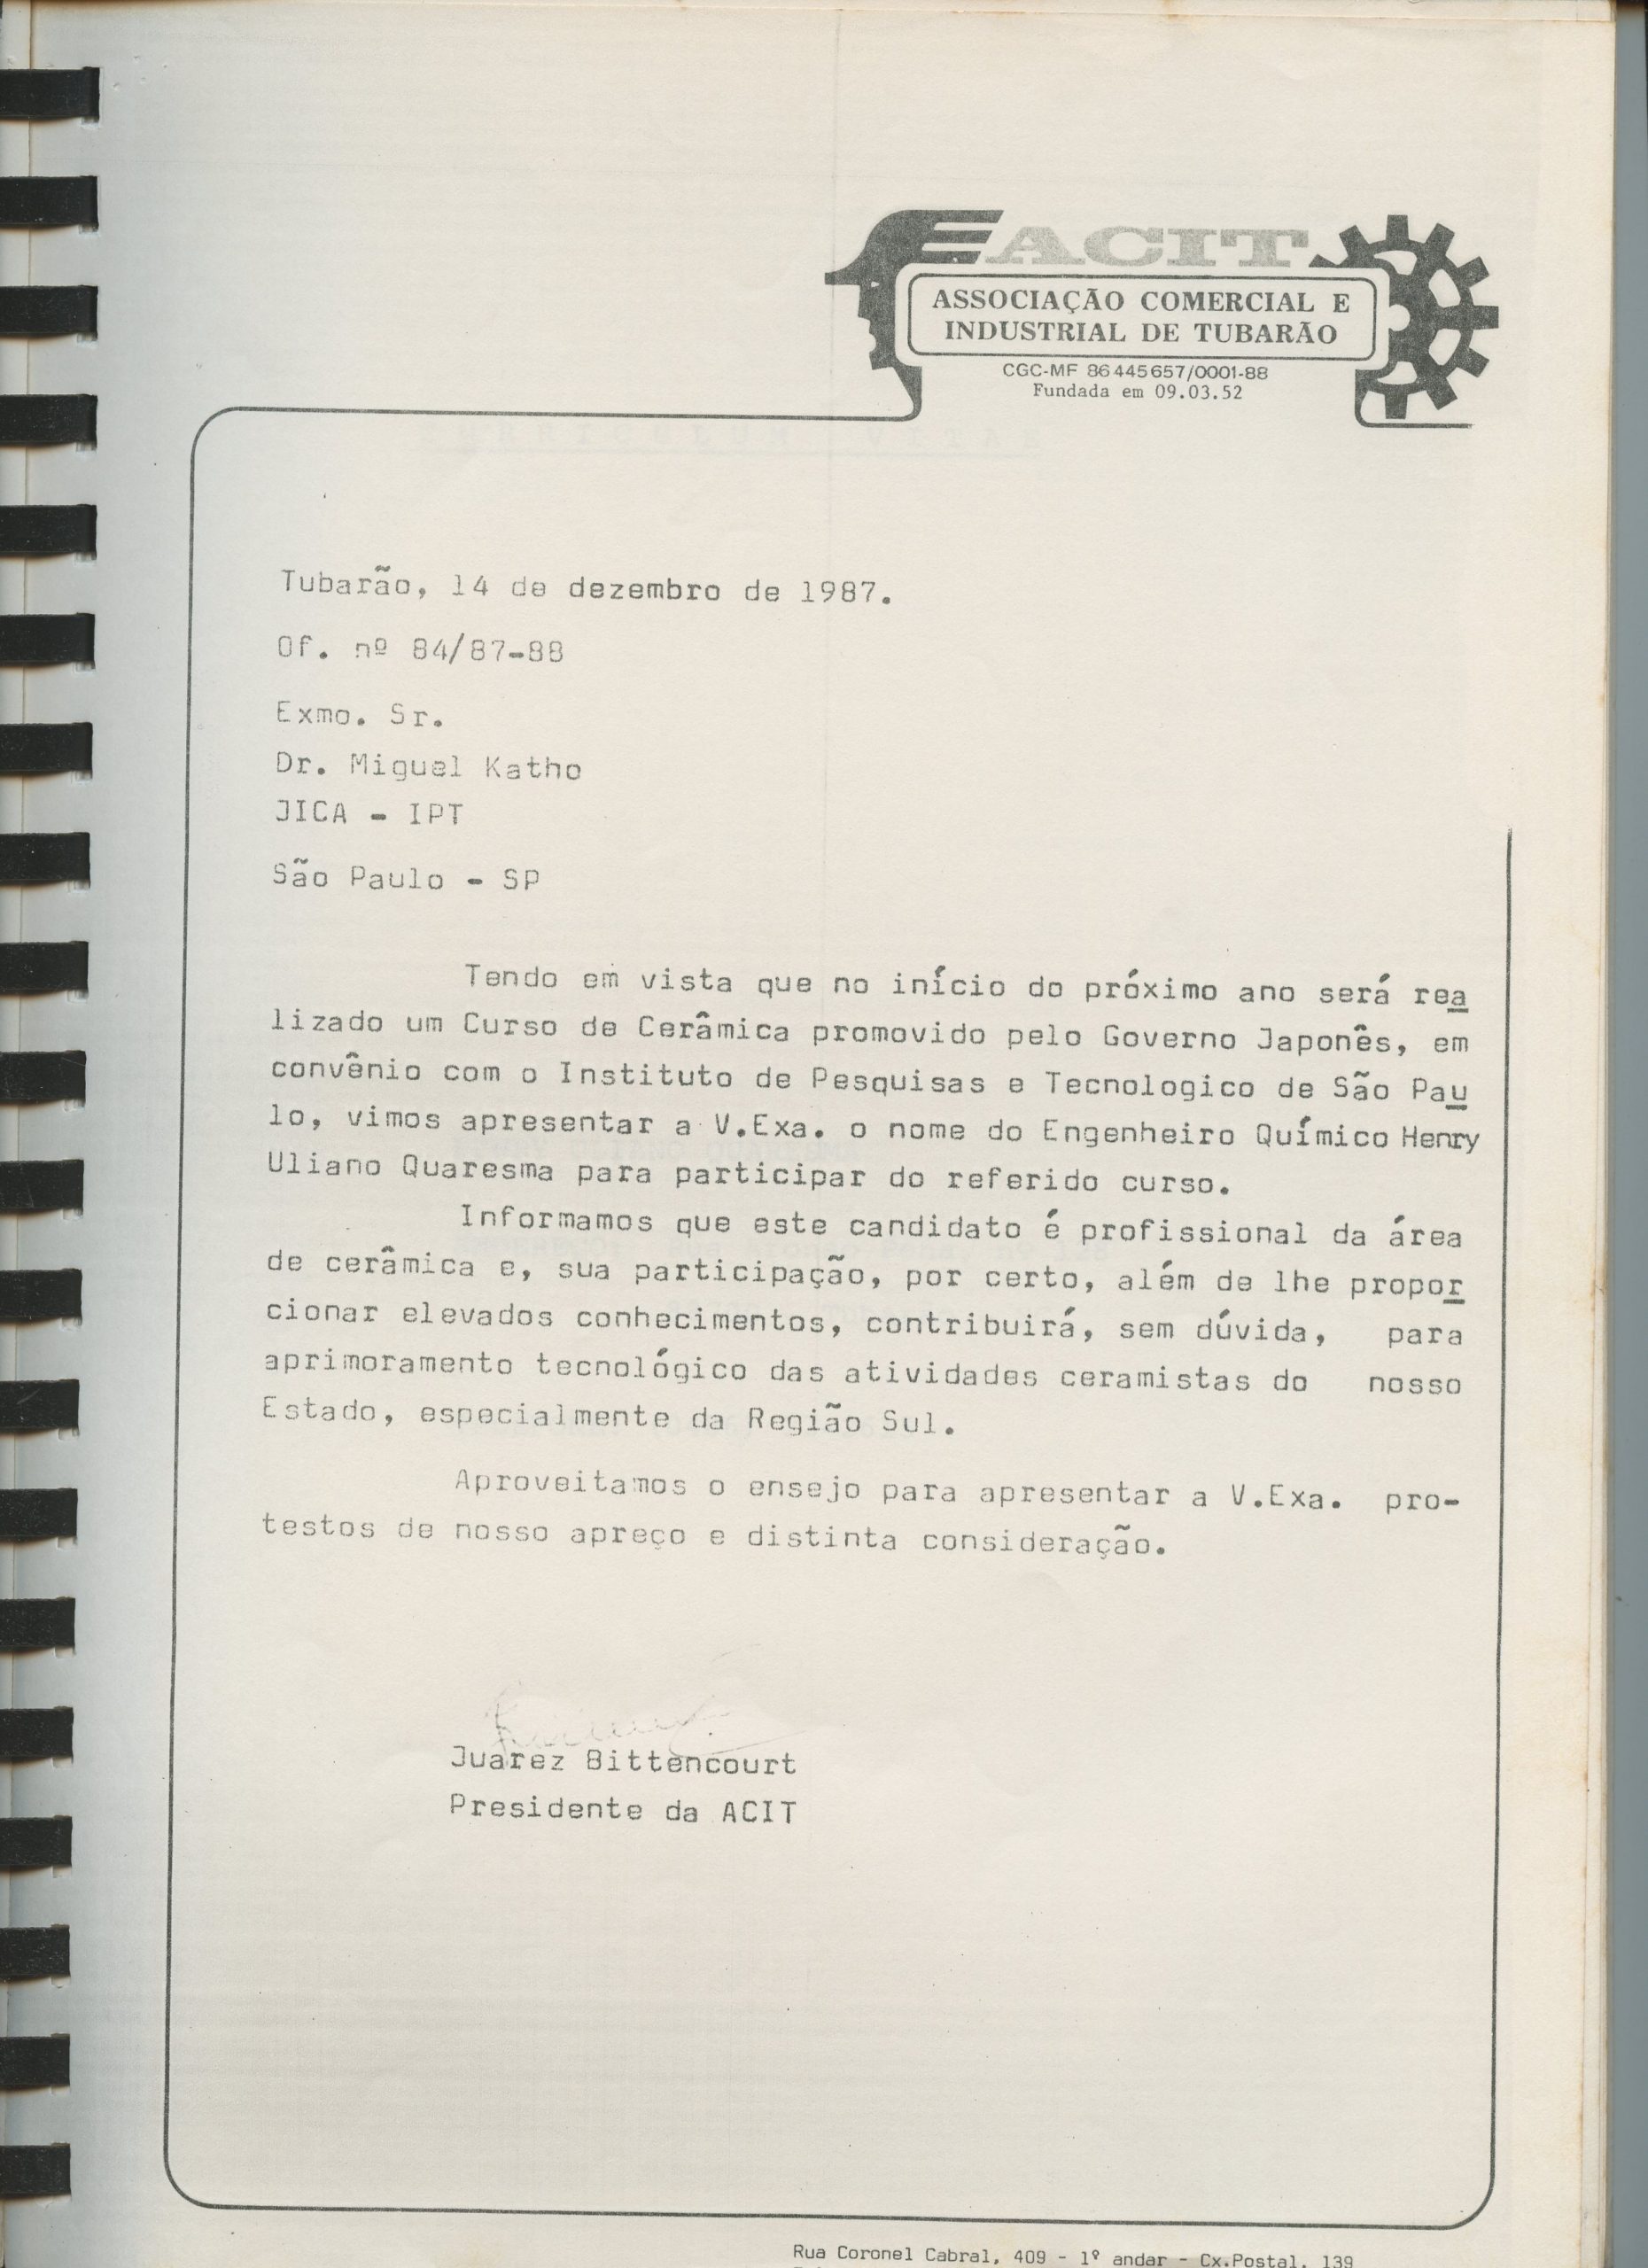 ACIT
ASSOCIAÇÃO COMERCIAL E
INDUSTRIAL DE TUBARÃO
CGC-MF 86445657/0001-88
Fundada em 09.03.52
Tubarão, 14 de dezembro de 1987.
Of. nº 84/87-88
Exmo. Sr.
Dr. Miguel Katho
JICA - IPT
São Paulo - SP
Tendo em vista que no início do próximo ano será rea
lizado um Curso de Cerâmica promovido pelo Governo Japonês, em
convênio com o Instituto de Pesquisas e Tecnologico de São Pau
lo, vimos apresentar a V.Exa. o nome do Engenheiro Químico Henry
Uliano Quaresma para participar do referido curso.
Informamos que este candidato é profissional da área
de cerâmica e, sua participação, por certo, além de lhe propor
cionar elevados conhecimentos, contribuirá, sem dúvida, para
aprimoramento tecnológico das atividades ceramistas do nosso
Estado, especialmente da Região Sul.
Aproveitamos o ensejo para apresentar a V.Exa. pro-
testos de nosso apreço e distinta consideração.
Juarez Bittencourt
Presidente da ACIT
Rua Coronel Cabral, 409 - 1º andar - Cx.Postal, 139